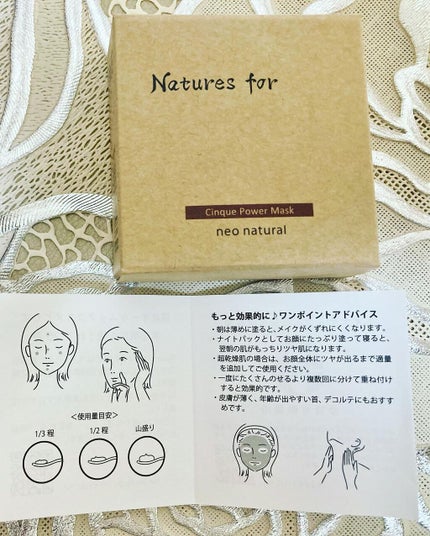 Natures for
Cinque Power Mask
neo natural
もっと効果的に♪ワンポイントアドバイス
・朝は薄めに塗ると、メイクがくずれにくくなります。
・ナイトパックとしてお顔にたっぷり塗って寝ると、
翌朝の肌がもっちりツヤ肌になります。
・超乾燥肌の場合は、お顔全体にツヤが出るまで適量
を追加してご使用ください。
・一度にたくさんのせるより複数回に分けて重ね付け
すると効果的です。
・皮膚が薄く、年齢が出やすい首、デコルテにもおすす
めです。
<使用量目安>
1/3 程
1/2 程
山盛り